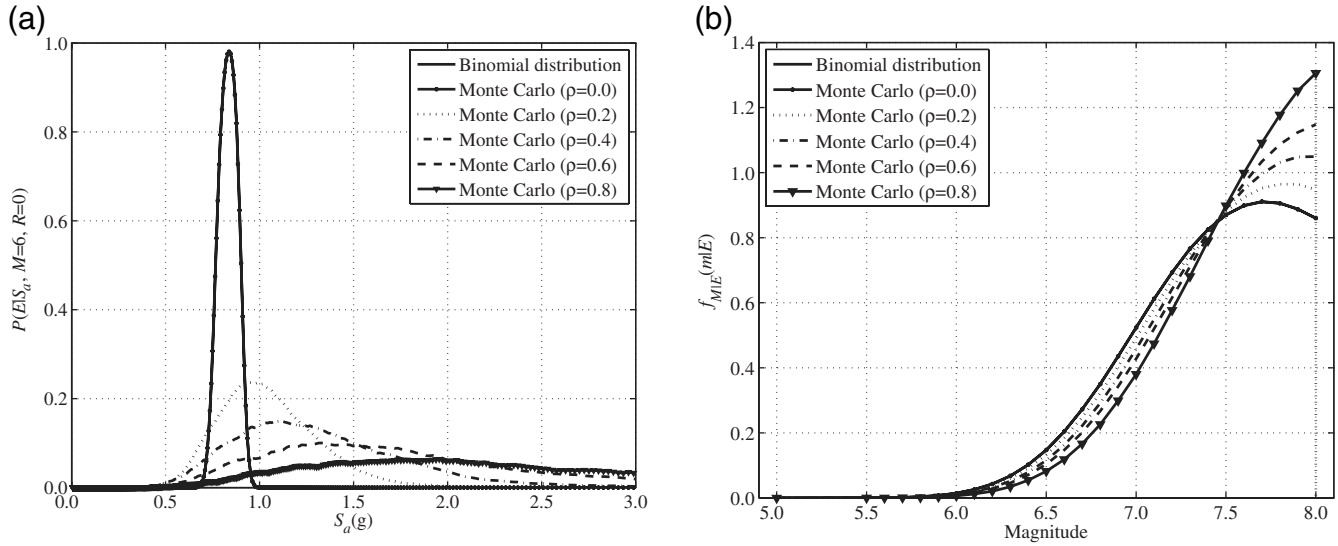 (a)
1.0
0.8
0.6
0.4
0.2
0.0
P(E|Sₐ, M=6, R=0)
Binomial distribution
Monte Carlo (ρ=0.0)
Monte Carlo (ρ=0.2)
Monte Carlo (ρ=0.4)
Monte Carlo (ρ=0.6)
Monte Carlo (ρ=0.8)
0.0 0.5 1.0 1.5 2.0 2.5 3.0
Sₐ(g)
(b)
1.4
1.2
1.0
0.8
0.6
0.4
0.2
0.0
f_M|E(m|E)
Binomial distribution
Monte Carlo (ρ=0.0)
Monte Carlo (ρ=0.2)
Monte Carlo (ρ=0.4)
Monte Carlo (ρ=0.6)
Monte Carlo (ρ=0.8)
5.0 5.5 6.0 6.5 7.0 7.5 8.0
Magnitude